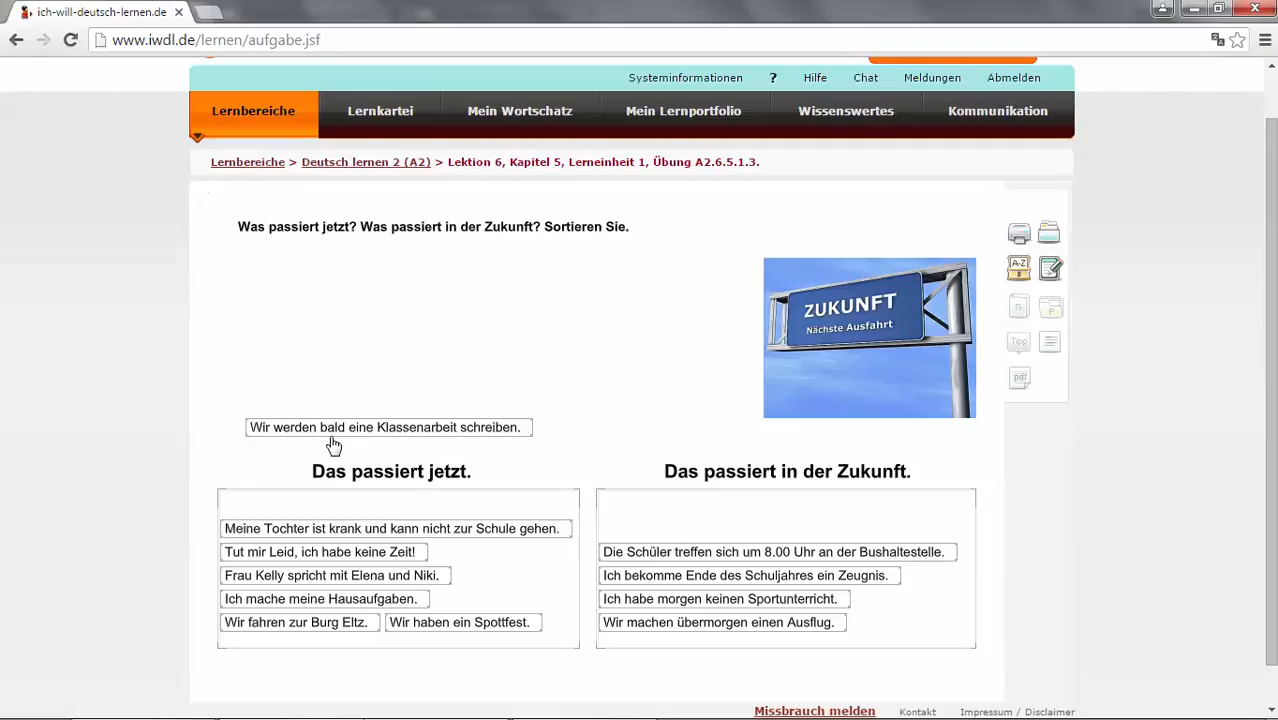 ich-will-deutsch-lernen.de
www.iwdl.de/lernen/aufgabe.jsf
Systeminformationen ? Hilfe Chat Meldungen Abmelden
Lernbereiche Lernkartei Mein Wortschatz Mein Lernportfolio Wissenswertes Kommunikation
Lernbereiche > Deutsch lernen 2 (A2) > Lektion 6, Kapitel 5, Lerneinheit 1, Übung A2.6.5.1.3.
Was passiert jetzt? Was passiert in der Zukunft? Sortieren Sie.
ZUKUNFT
Nächste Ausfahrt
A-Z
G
P
Tipp
pdf
Wir werden bald eine Klassenarbeit schreiben.
Das passiert jetzt.
Meine Tochter ist krank und kann nicht zur Schule gehen.
Tut mir Leid, ich habe keine Zeit!
Frau Kelly spricht mit Elena und Niki.
Ich mache meine Hausaufgaben.
Wir fahren zur Burg Eltz. Wir haben ein Spottfest.
Das passiert in der Zukunft.
Die Schüler treffen sich um 8.00 Uhr an der Bushaltestelle.
Ich bekomme Ende des Schuljahres ein Zeugnis.
Ich habe morgen keinen Sportunterricht.
Wir machen übermorgen einen Ausflug.
Missbrauch melden Kontakt Impressum / Disclaimer